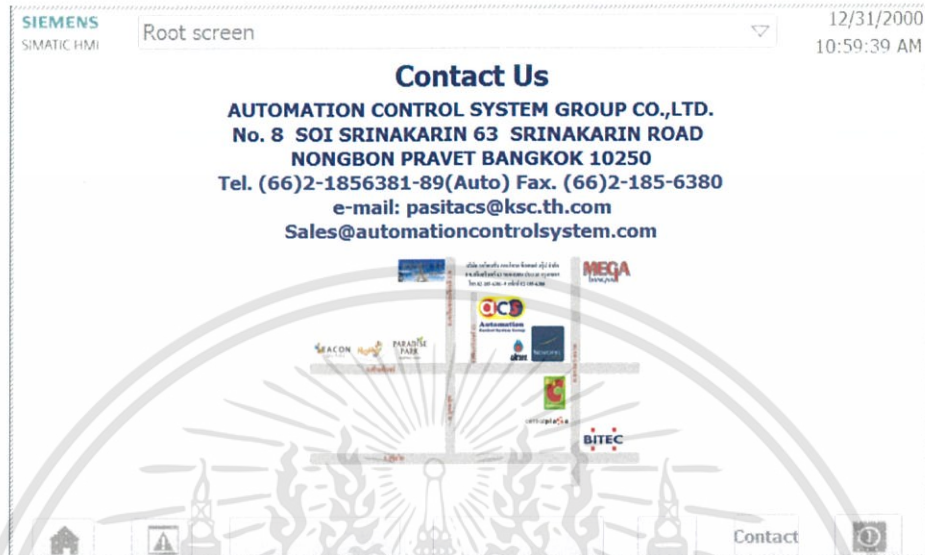 SIEMENS
SIMATIC HMI
Root screen
12/31/2000
10:59:39 AM
Contact Us
AUTOMATION CONTROL SYSTEM GROUP CO.,LTD.
No. 8 SOI SRINAKARIN 63 SRINAKARIN ROAD
NONGBON PRAVET BANGKOK 10250
Tel. (66)2-1856381-89(Auto) Fax. (66)2-185-6380
e-mail: pasitacs@ksc.th.com
Sales@automationcontrolsystem.com
MEGA
acs
Automation
Control System Group
SEACON
PARADISE
PARK
BITEC
Contact